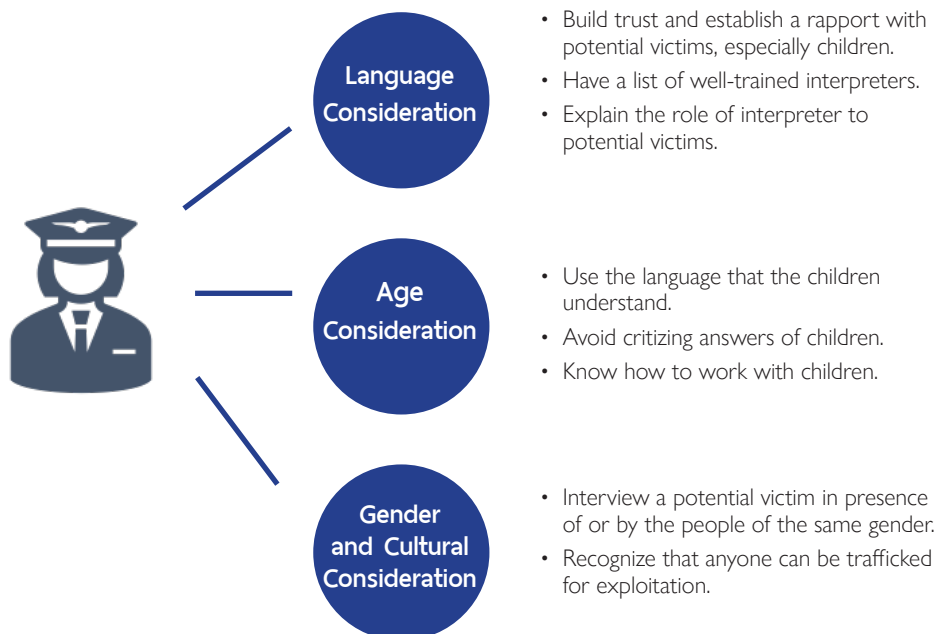 Language
Consideration
• Build trust and establish a rapport with
potential victims, especially children.
• Have a list of well-trained interpreters.
• Explain the role of interpreter to
potential victims.
Age
Consideration
• Use the language that the children
understand.
• Avoid critizing answers of children.
• Know how to work with children.
Gender
and Cultural
Consideration
• Interview a potential victim in presence
of or by the people of the same gender.
• Recognize that anyone can be trafficked
for exploitation.